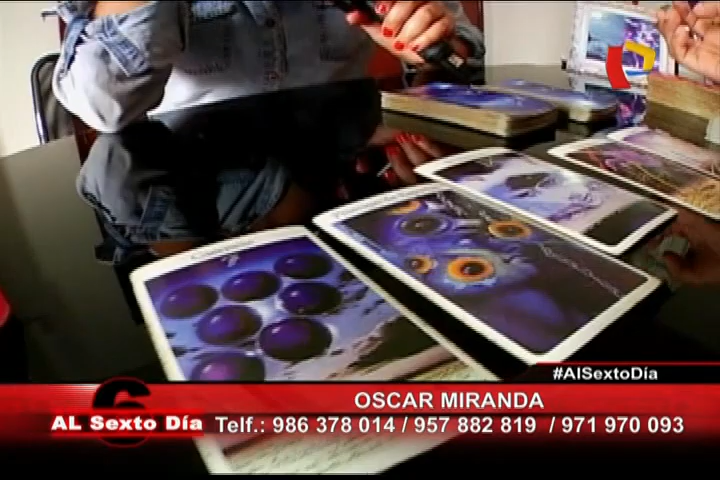 #AlSextoDía
OSCAR MIRANDA
6
AL Sexto Día
Telf.: 986 378 014 / 957 882 819 / 971 970 093